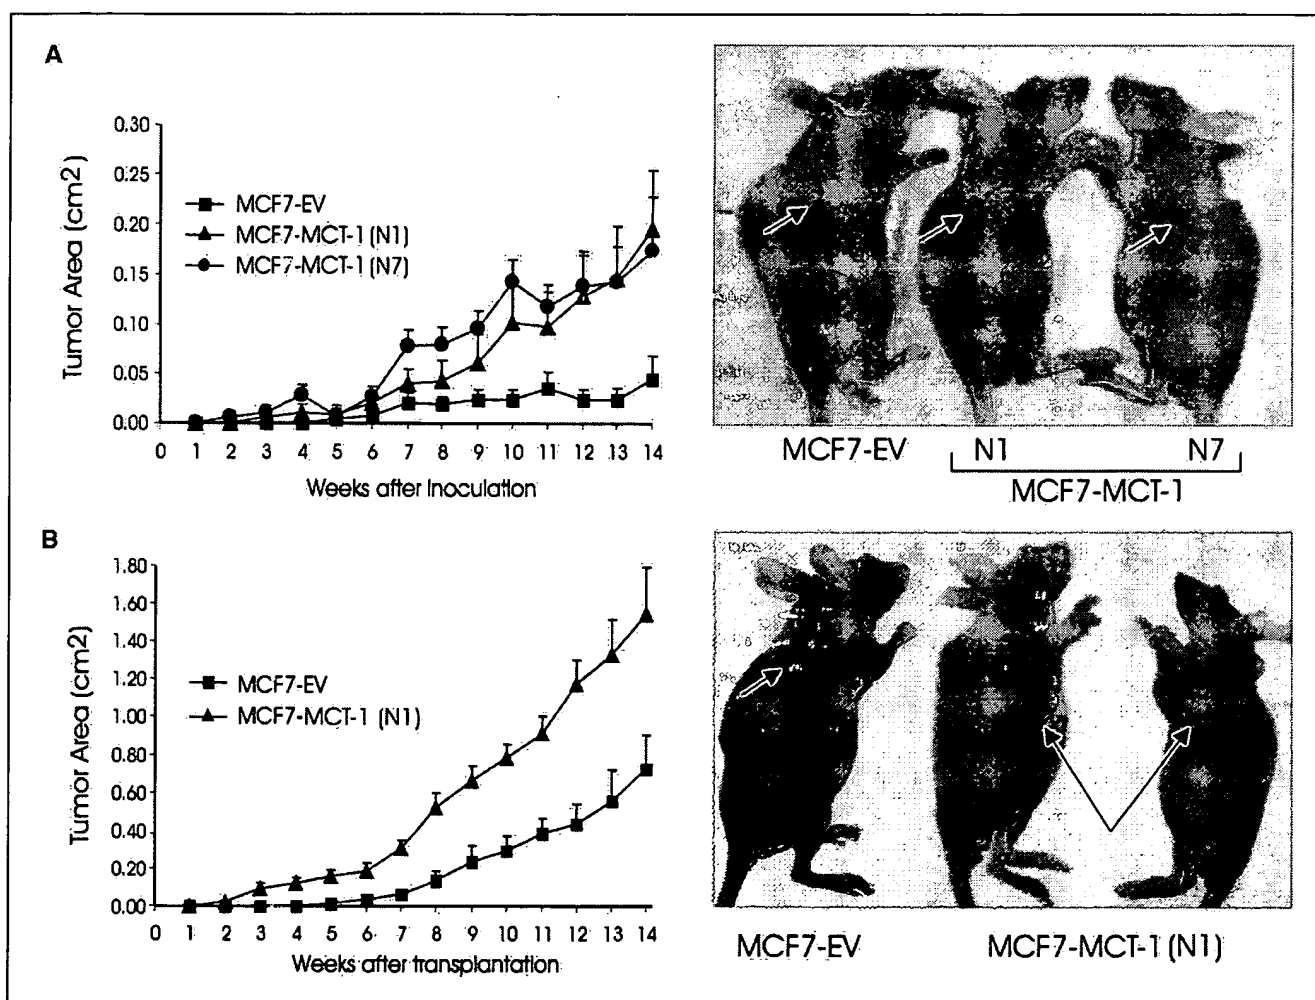 A
0.30
0.25
0.20
0.15
0.10
0.05
0.00
Tumor Area (cm2)
MCF7-EV
MCF7-MCT-1 (N1)
MCF7-MCT-1 (N7)
0 1 2 3 4 5 6 7 8 9 10 11 12 13 14
Weeks after Inoculation
MCF7-EV N1 N7
MCF7-MCT-1
B
1.80
1.60
1.40
1.20
1.00
0.80
0.60
0.40
0.20
0.00
Tumor Area (cm2)
MCF7-EV
MCF7-MCT-1 (N1)
0 1 2 3 4 5 6 7 8 9 10 11 12 13 14
Weeks after transplantation
MCF7-EV MCF7-MCT-1 (N1)